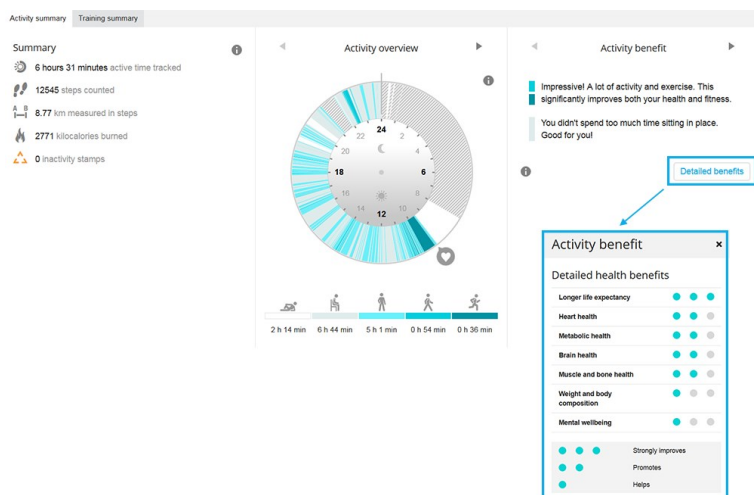 Activity summary
Training summary
Summary
6 hours 31 minutes active time tracked
12545 steps counted
A B
8.77 km measured in steps
2771 kilocalories burned
0 inactivity stamps
Activity overview
24
22
2
20
4
18
6
16
8
14
10
12
2 h 14 min
6 h 44 min
5 h 1 min
0 h 54 min
0 h 36 min
Activity benefit
Impressive! A lot of activity and exercise. This
significantly improves both your health and fitness.
You didn't spend too much time sitting in place.
Good for you!
Detailed benefits
Activity benefit
×
Detailed health benefits
Longer life expectancy
Heart health
Metabolic health
Brain health
Muscle and bone health
Weight and body
composition
Mental wellbeing
Strongly improves
Promotes
Helps